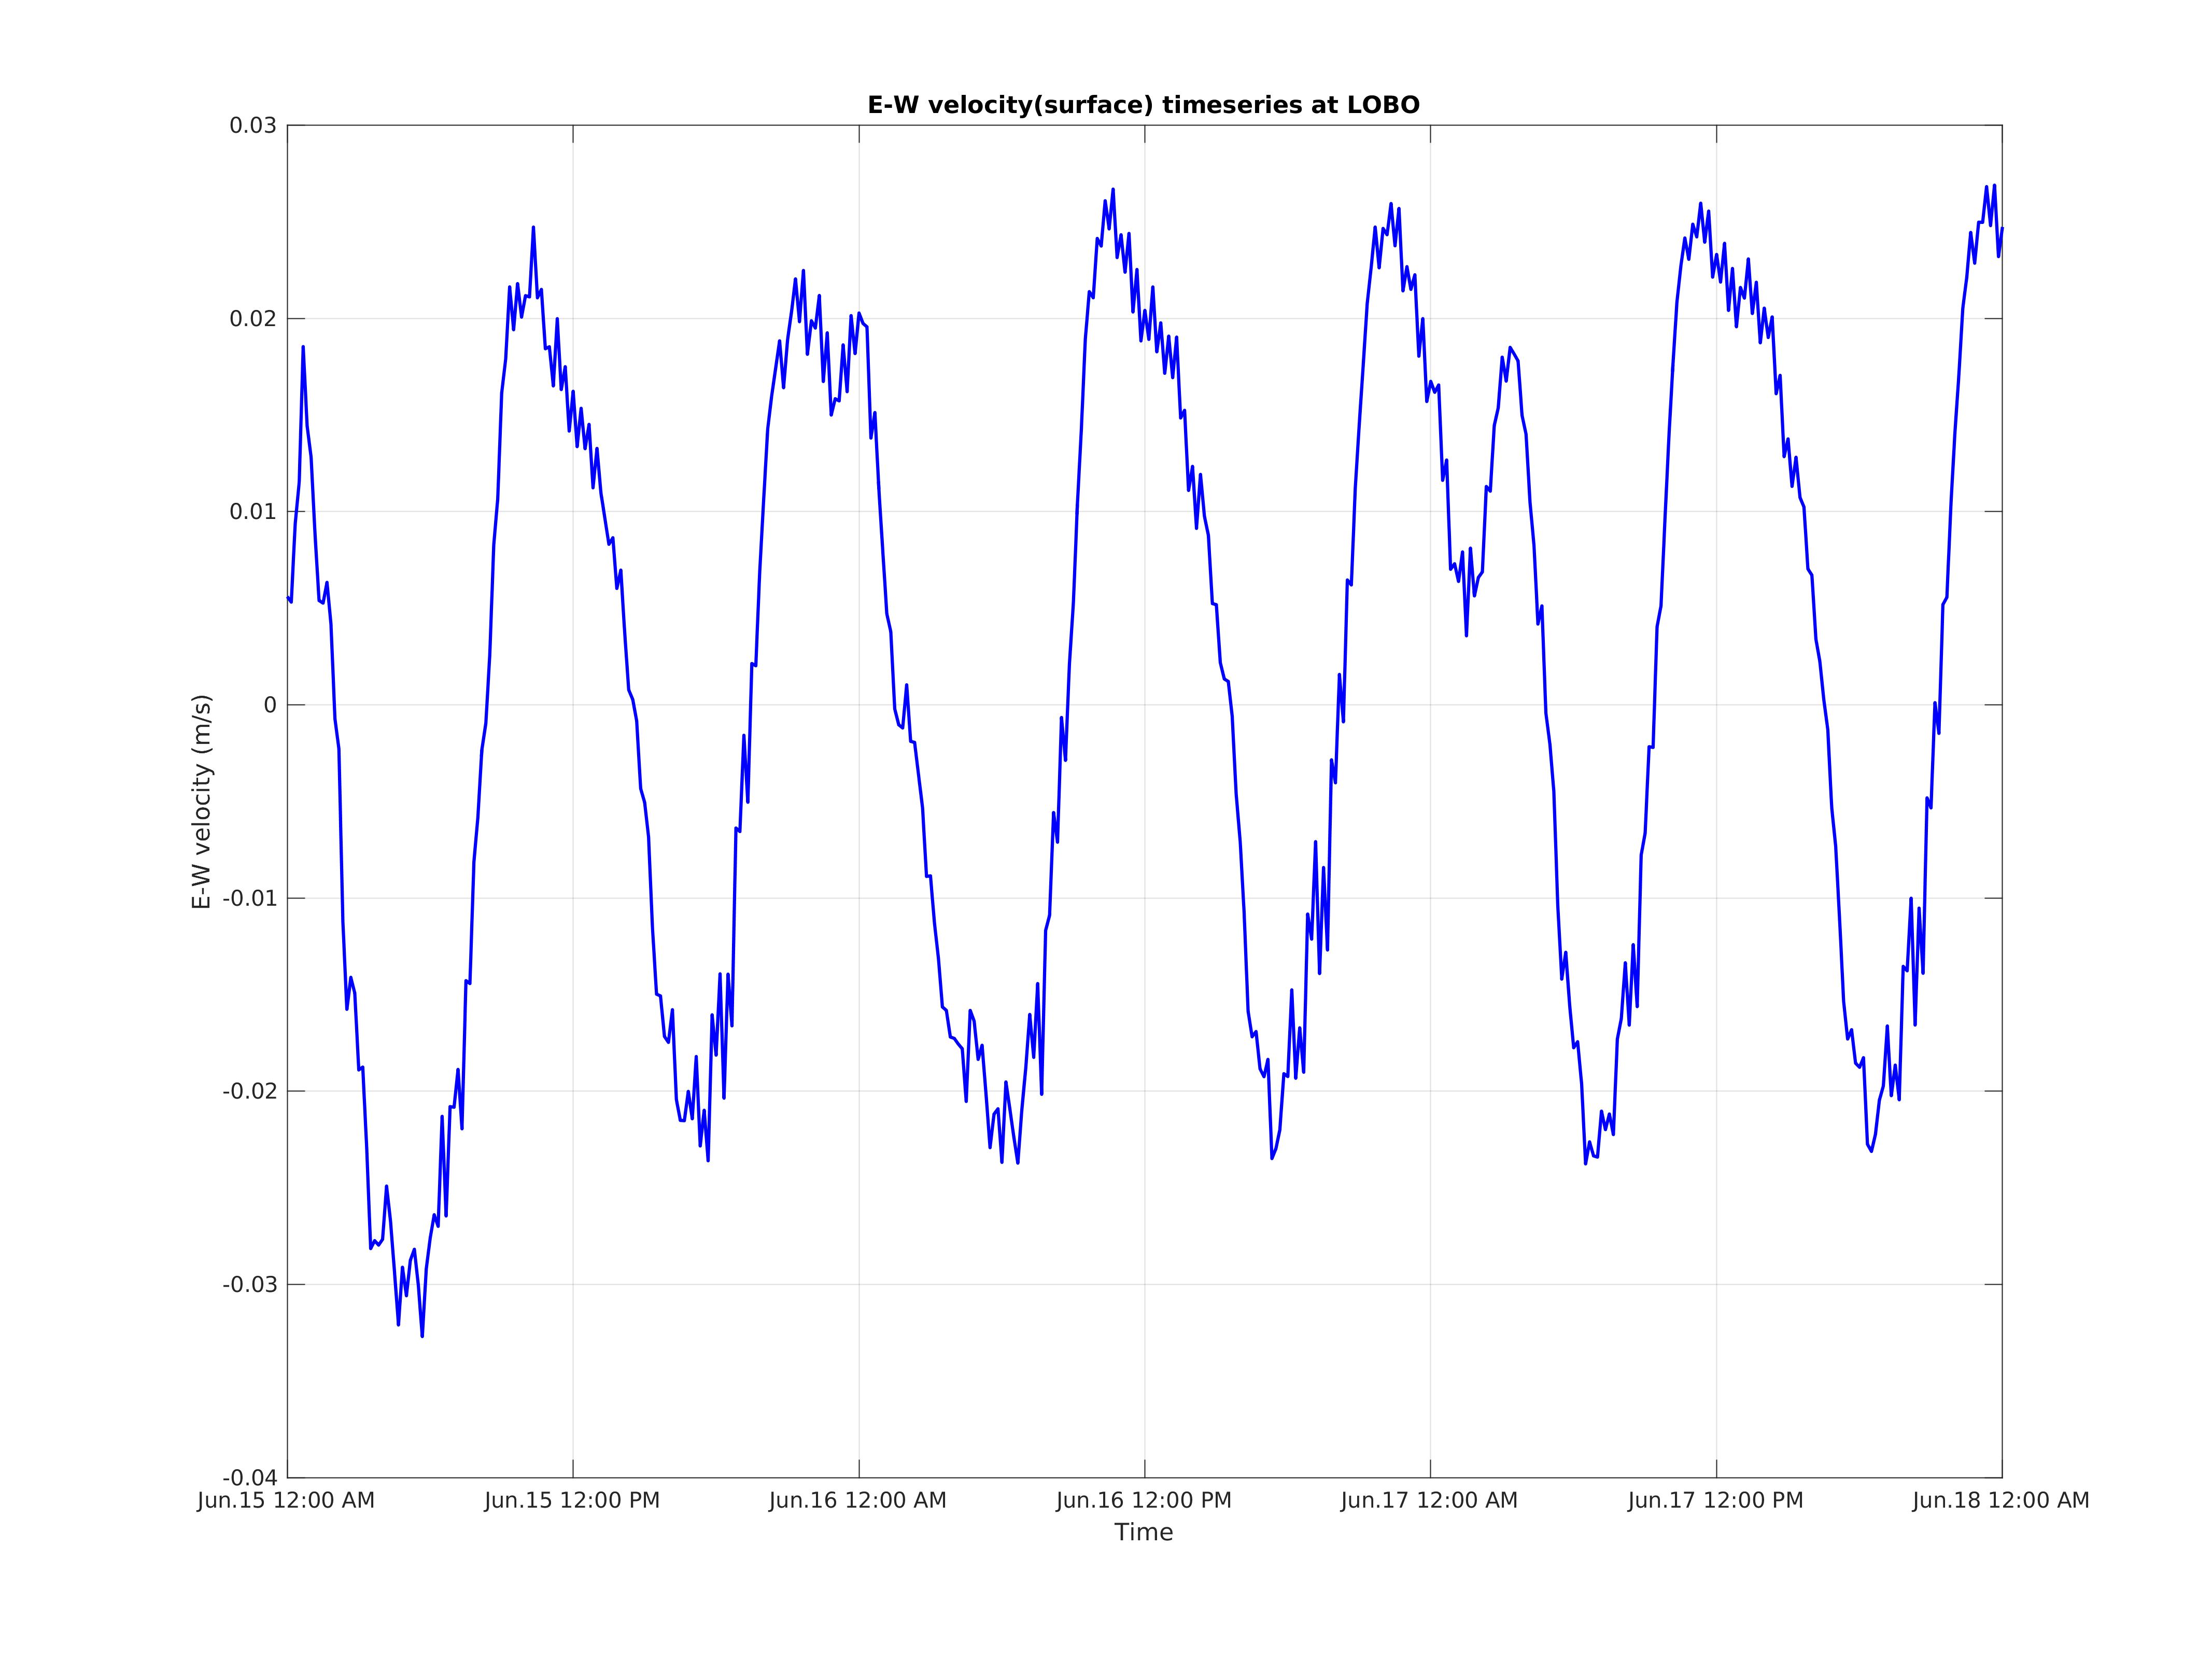 E-W velocity(surface) timeseries at LOBO
0.03
0.02
0.01
0
-0.01
-0.02
-0.03
-0.04
E-W velocity (m/s)
Jun.15 12:00 AM
Jun.15 12:00 PM
Jun.16 12:00 AM
Jun.16 12:00 PM
Jun.17 12:00 AM
Jun.17 12:00 PM
Jun.18 12:00 AM
Time